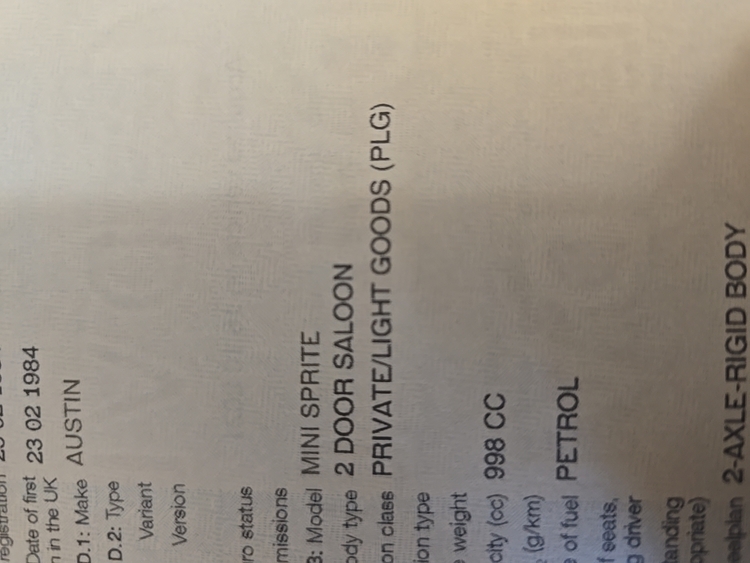 registration
Date of first 23 02 1984
n in the UK
D.1: Make AUSTIN
D.2: Type
Variant
Version
ro status
missions
3: Model MINI SPRITE
ody type 2 DOOR SALOON
on class PRIVATE/LIGHT GOODS (PLG)
ion type
weight
city (cc) 998 CC
(g/km)
e of fuel PETROL
f seats,
g driver
tanding
opriate)
eelplan 2-AXLE-RIGID BODY